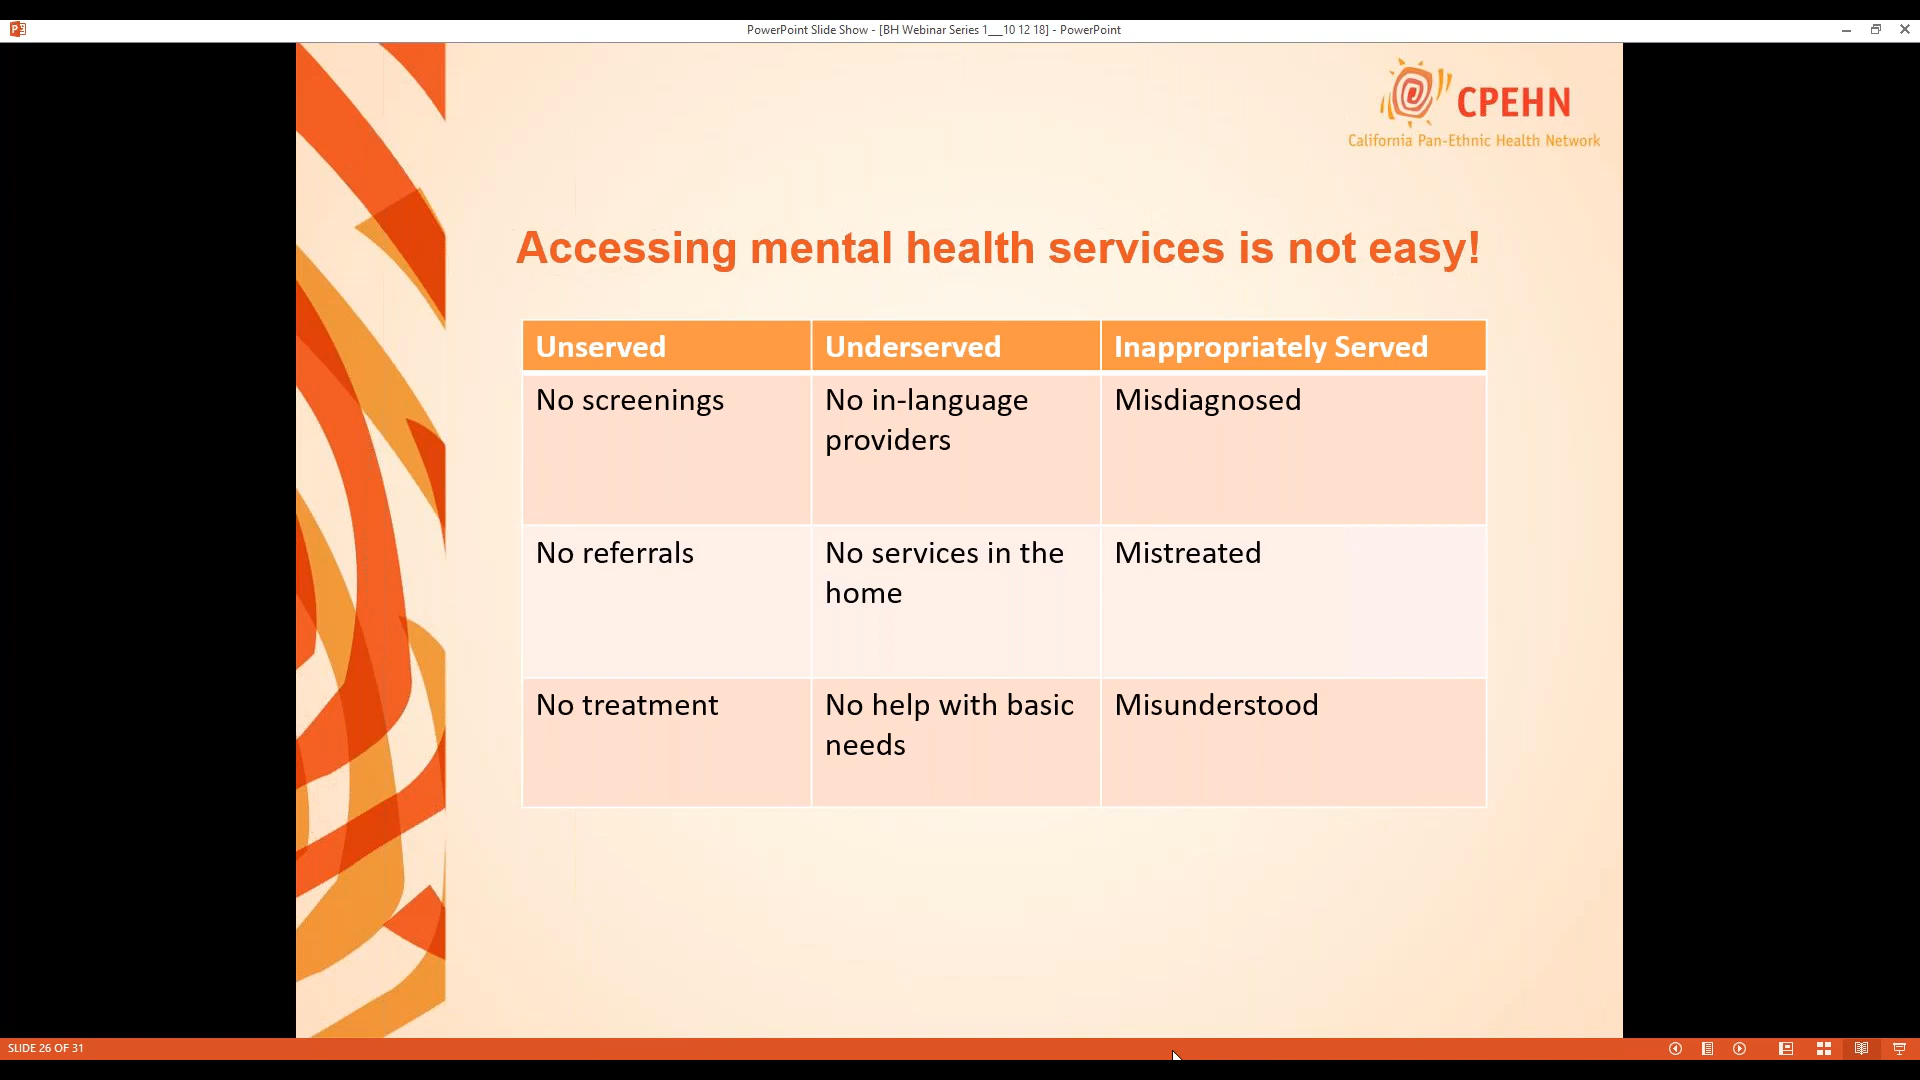 PowerPoint Slide Show - [BH Webinar Series 1__10 12 18] - PowerPoint
CPEHN
California Pan-Ethnic Health Network
Accessing mental health services is not easy!
Unserved
Underserved
Inappropriately Served
No screenings
No in-language
providers
Misdiagnosed
No referrals
No services in the
home
Mistreated
No treatment
No help with basic
needs
Misunderstood
SLIDE 26 OF 31